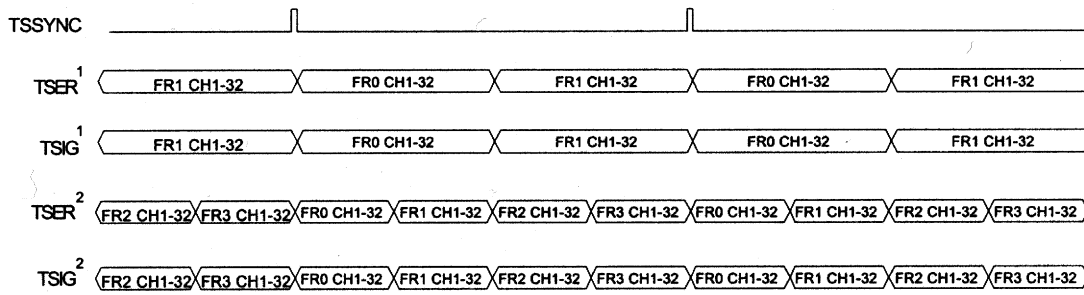 TSSYNC
TSER¹ FR1 CH1-32 FR0 CH1-32 FR1 CH1-32 FR0 CH1-32 FR1 CH1-32
TSIG¹ FR1 CH1-32 FR0 CH1-32 FR1 CH1-32 FR0 CH1-32 FR1 CH1-32
TSER² FR2 CH1-32 FR3 CH1-32 FR0 CH1-32 FR1 CH1-32 FR2 CH1-32 FR3 CH1-32 FR0 CH1-32 FR1 CH1-32 FR2 CH1-32 FR3 CH1-32
TSIG² FR2 CH1-32 FR3 CH1-32 FR0 CH1-32 FR1 CH1-32 FR2 CH1-32 FR3 CH1-32 FR0 CH1-32 FR1 CH1-32 FR2 CH1-32 FR3 CH1-32